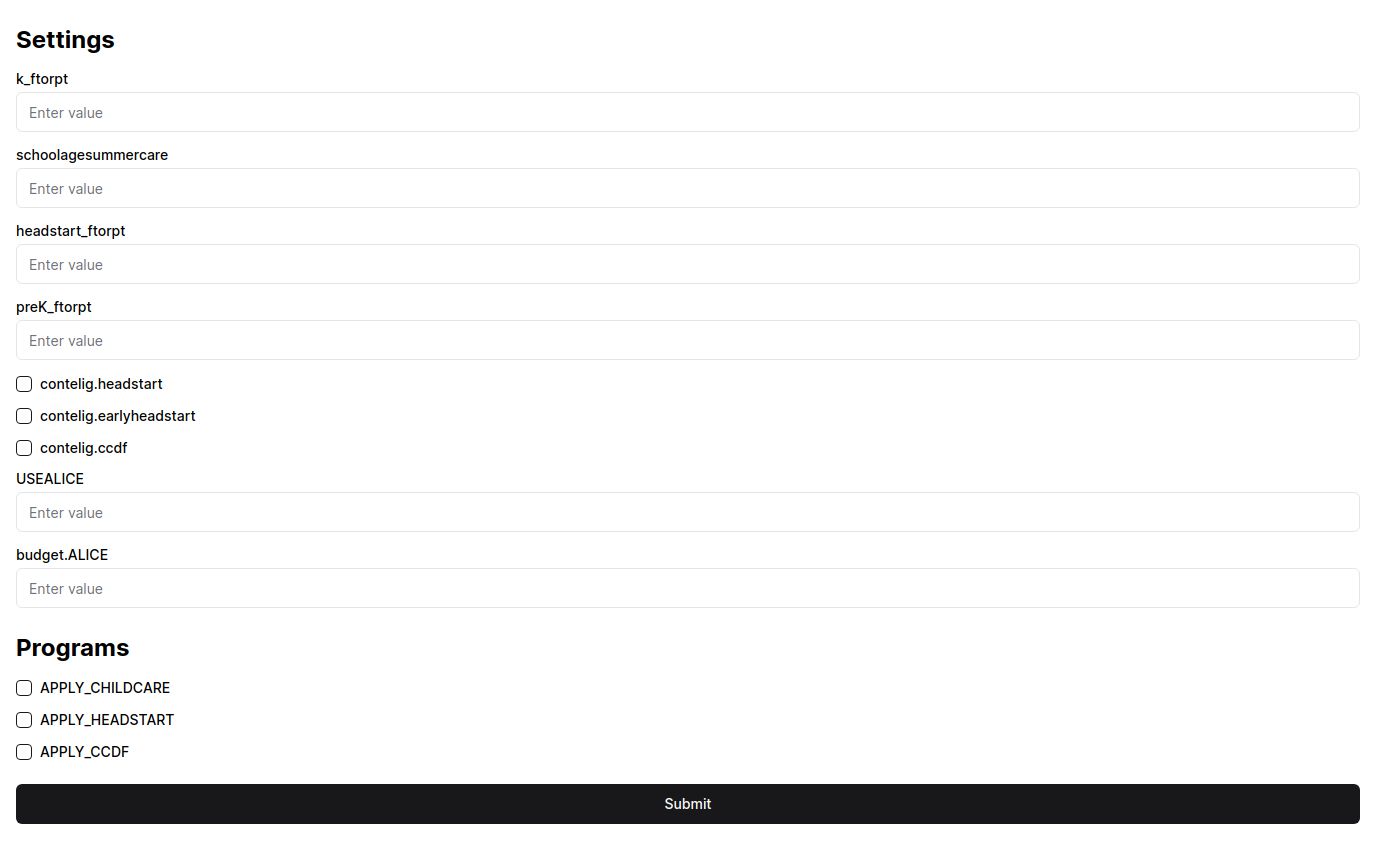 Settings
k_ftorpt
Enter value
schoolagesummercare
Enter value
headstart_ftorpt
Enter value
preK_ftorpt
Enter value
contelig.headstart
contelig.earlyheadstart
contelig.ccdf
USEALICE
Enter value
budget.ALICE
Enter value
Programs
APPLY_CHILDCARE
APPLY_HEADSTART
APPLY_CCDF
Submit